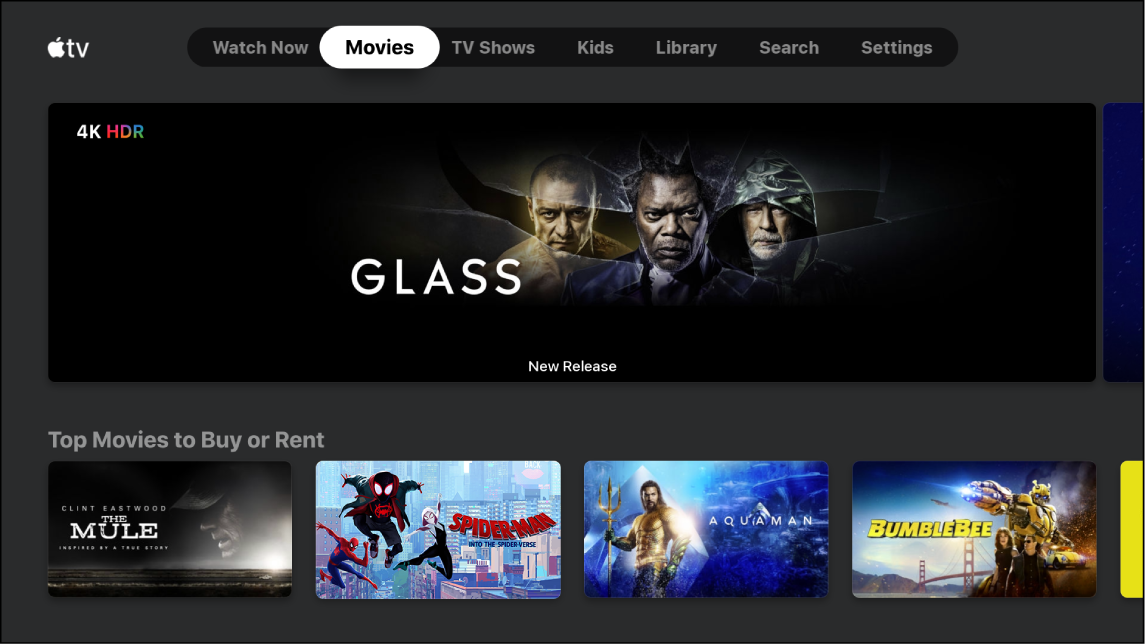 tv
Watch Now
Movies
TV Shows
Kids
Library
Search
Settings
4K HDR
GLASS
New Release
Top Movies to Buy or Rent
CLINT EASTWOOD
THE
MULE
INSPIRED BY A TRUE STORY
BACK
SPIDER-MAN
INTO THE SPIDER-VERSE
AQUAMAN
BUMBLEBEE